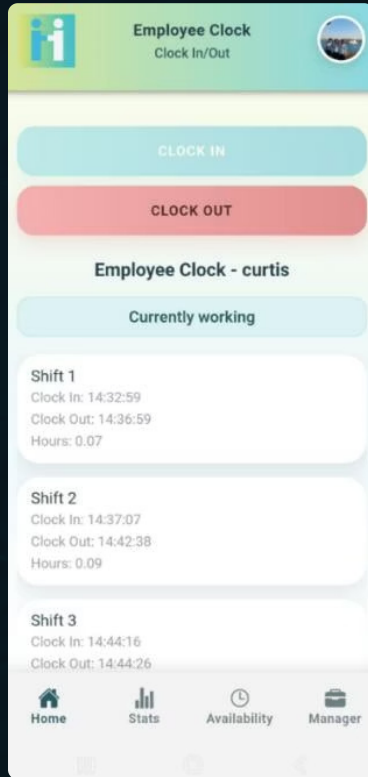 Employee Clock
Clock In/Out
CLOCK IN
CLOCK OUT
Employee Clock - curtis
Currently working
Shift 1
Clock In: 14:32:59
Clock Out: 14:36:59
Hours: 0.07
Shift 2
Clock In: 14:37:07
Clock Out: 14:42:38
Hours: 0.09
Shift 3
Clock In: 14:44:16
Clock Out: 14:44:26
Home Stats Availability Manager